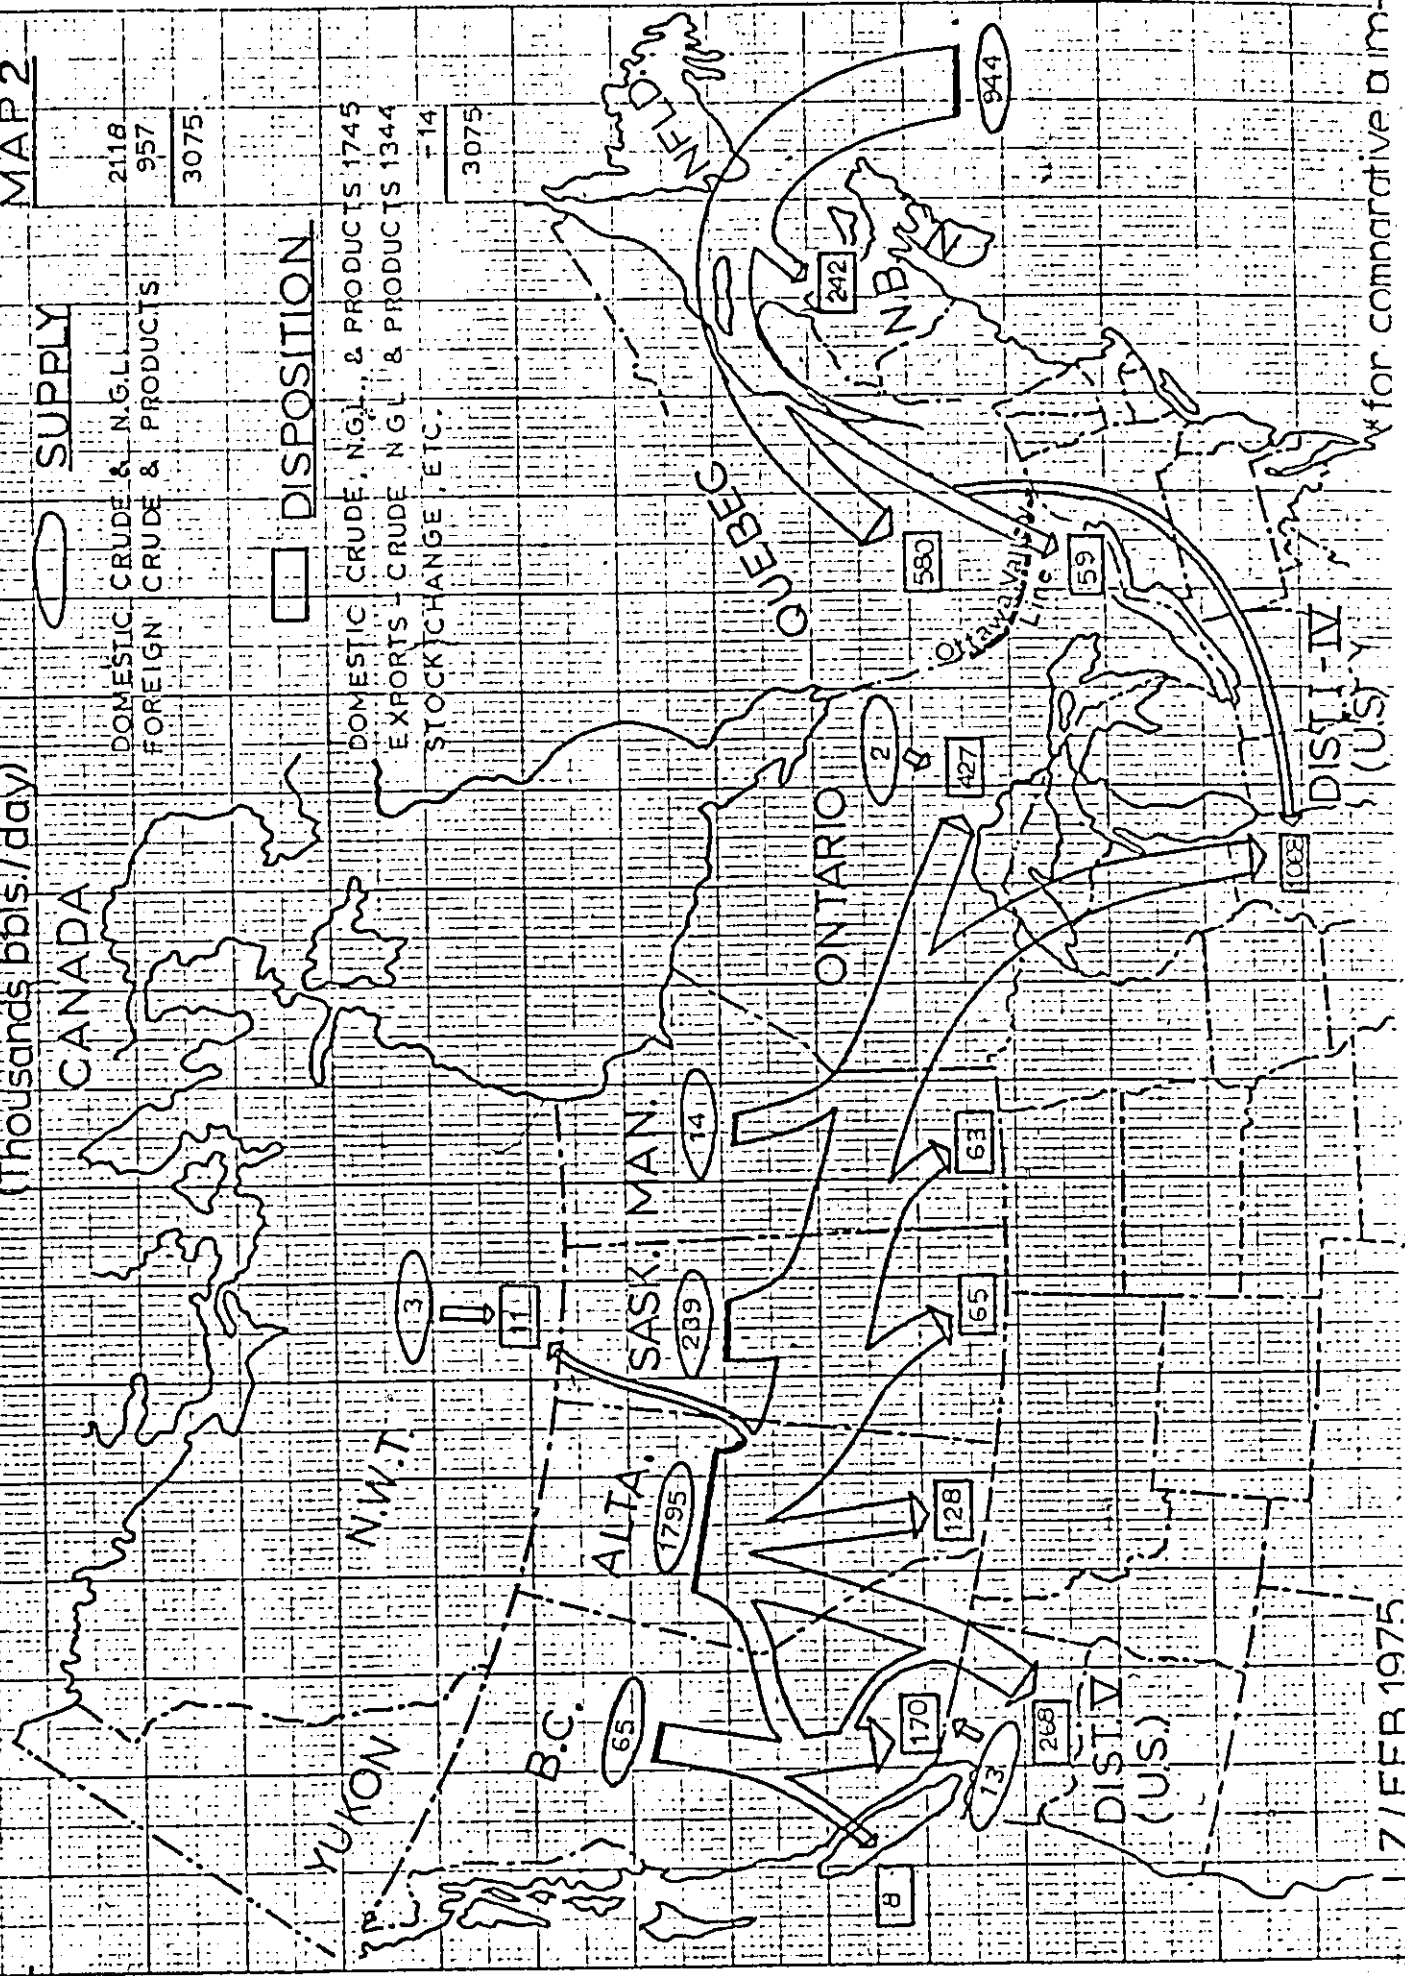 MAP 2
(Thousands bbls./day)
CANADA
SUPPLY
DOMESTIC CRUDE & N.G.L. 2118
FOREIGN CRUDE & PRODUCTS 957
3075
DISPOSITION
DOMESTIC CRUDE, N.G.L., & PRODUCTS 1745
EXPORTS - CRUDE N G L & PRODUCTS 1344
STOCK CHANGE, ETC. -14
3075
YUKON
N.W.T.
3
11
B.C.
65
ALTA.
1795
SASK.
239
MAN.
14
ONTARIO
2
427
QUEBEC
580
NFLD.
944
242
N.B.
Ottawa Valley
Line
59
8
170
13
268
128
65
63
1068
DIST. V
(U.S.)
DIST I-IV
(U.S.)
17 FEB 1975
*for comparative